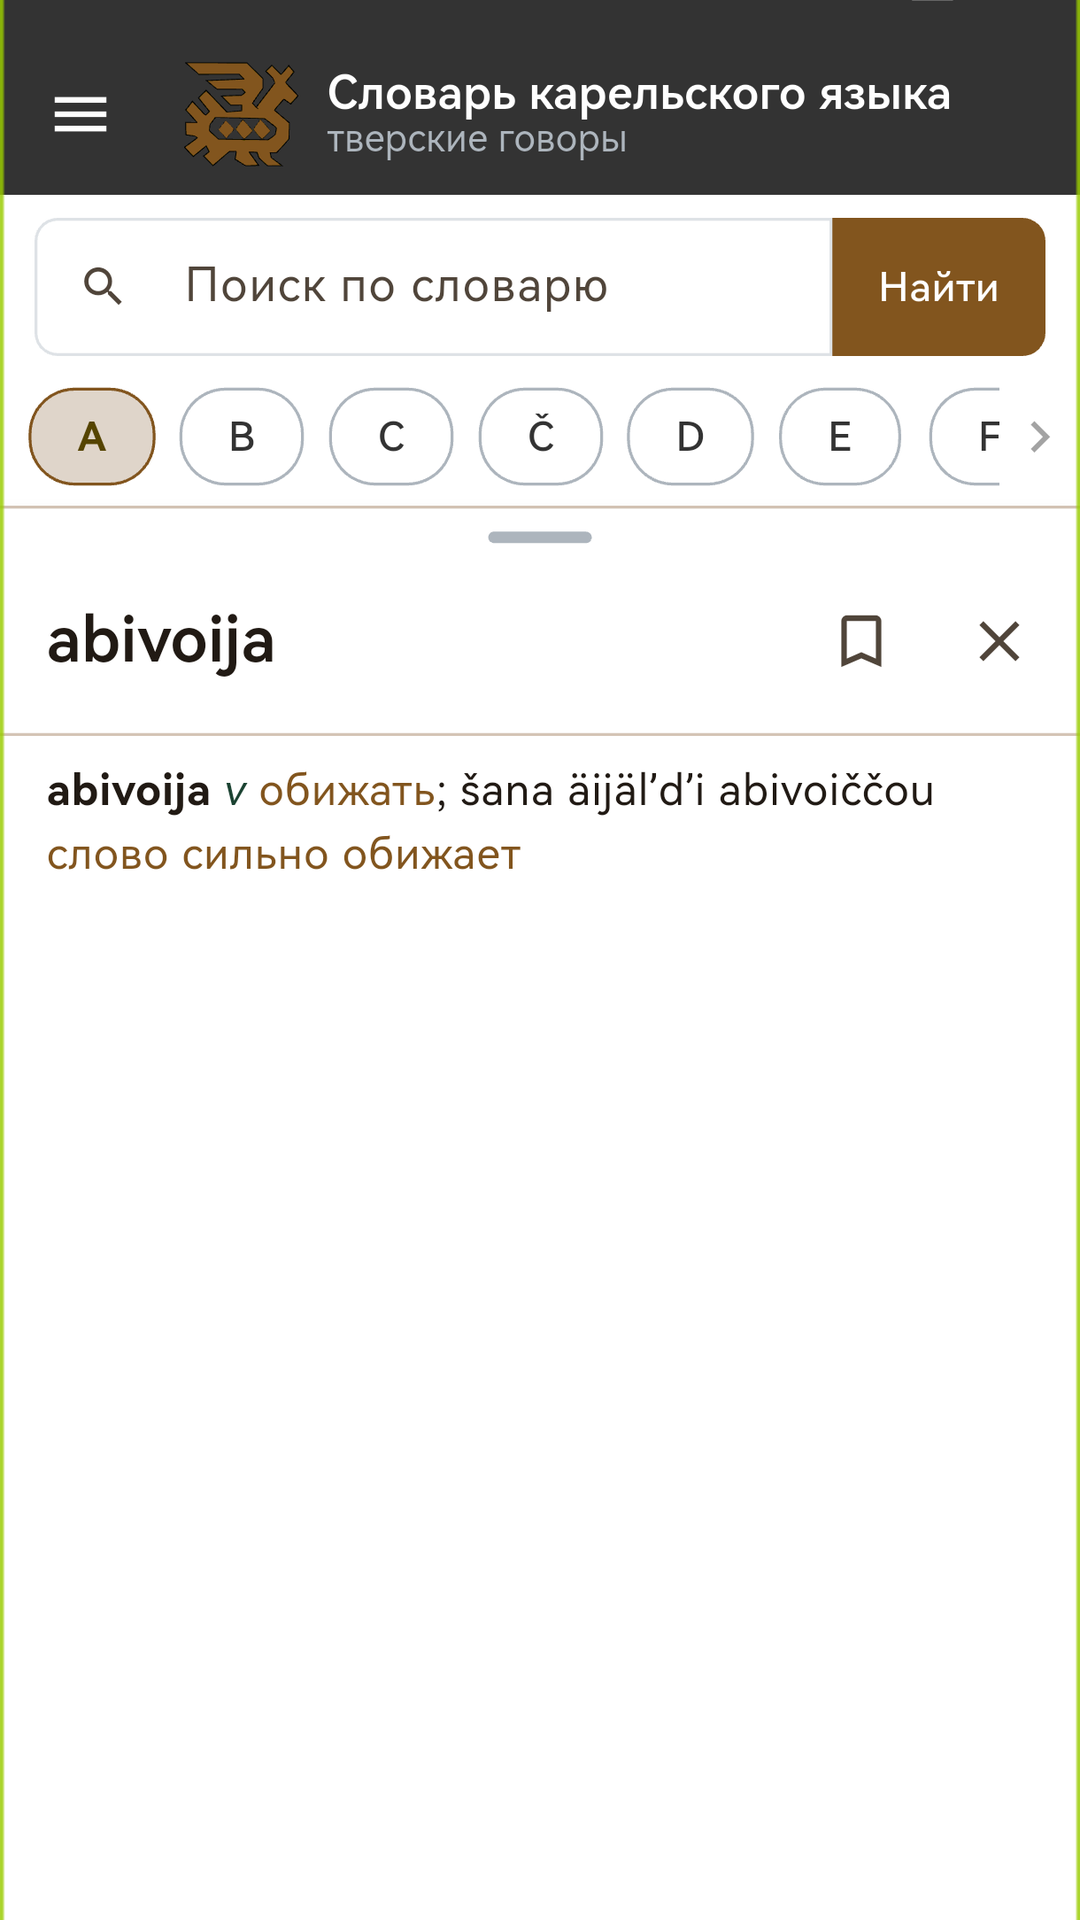 Словарь карельского языка
тверские говоры
Поиск по словарю
Найти
A B C Č D E F
abivoija
abivoija v обижать; šana äijäl’d’i abivoiččou
слово сильно обижает